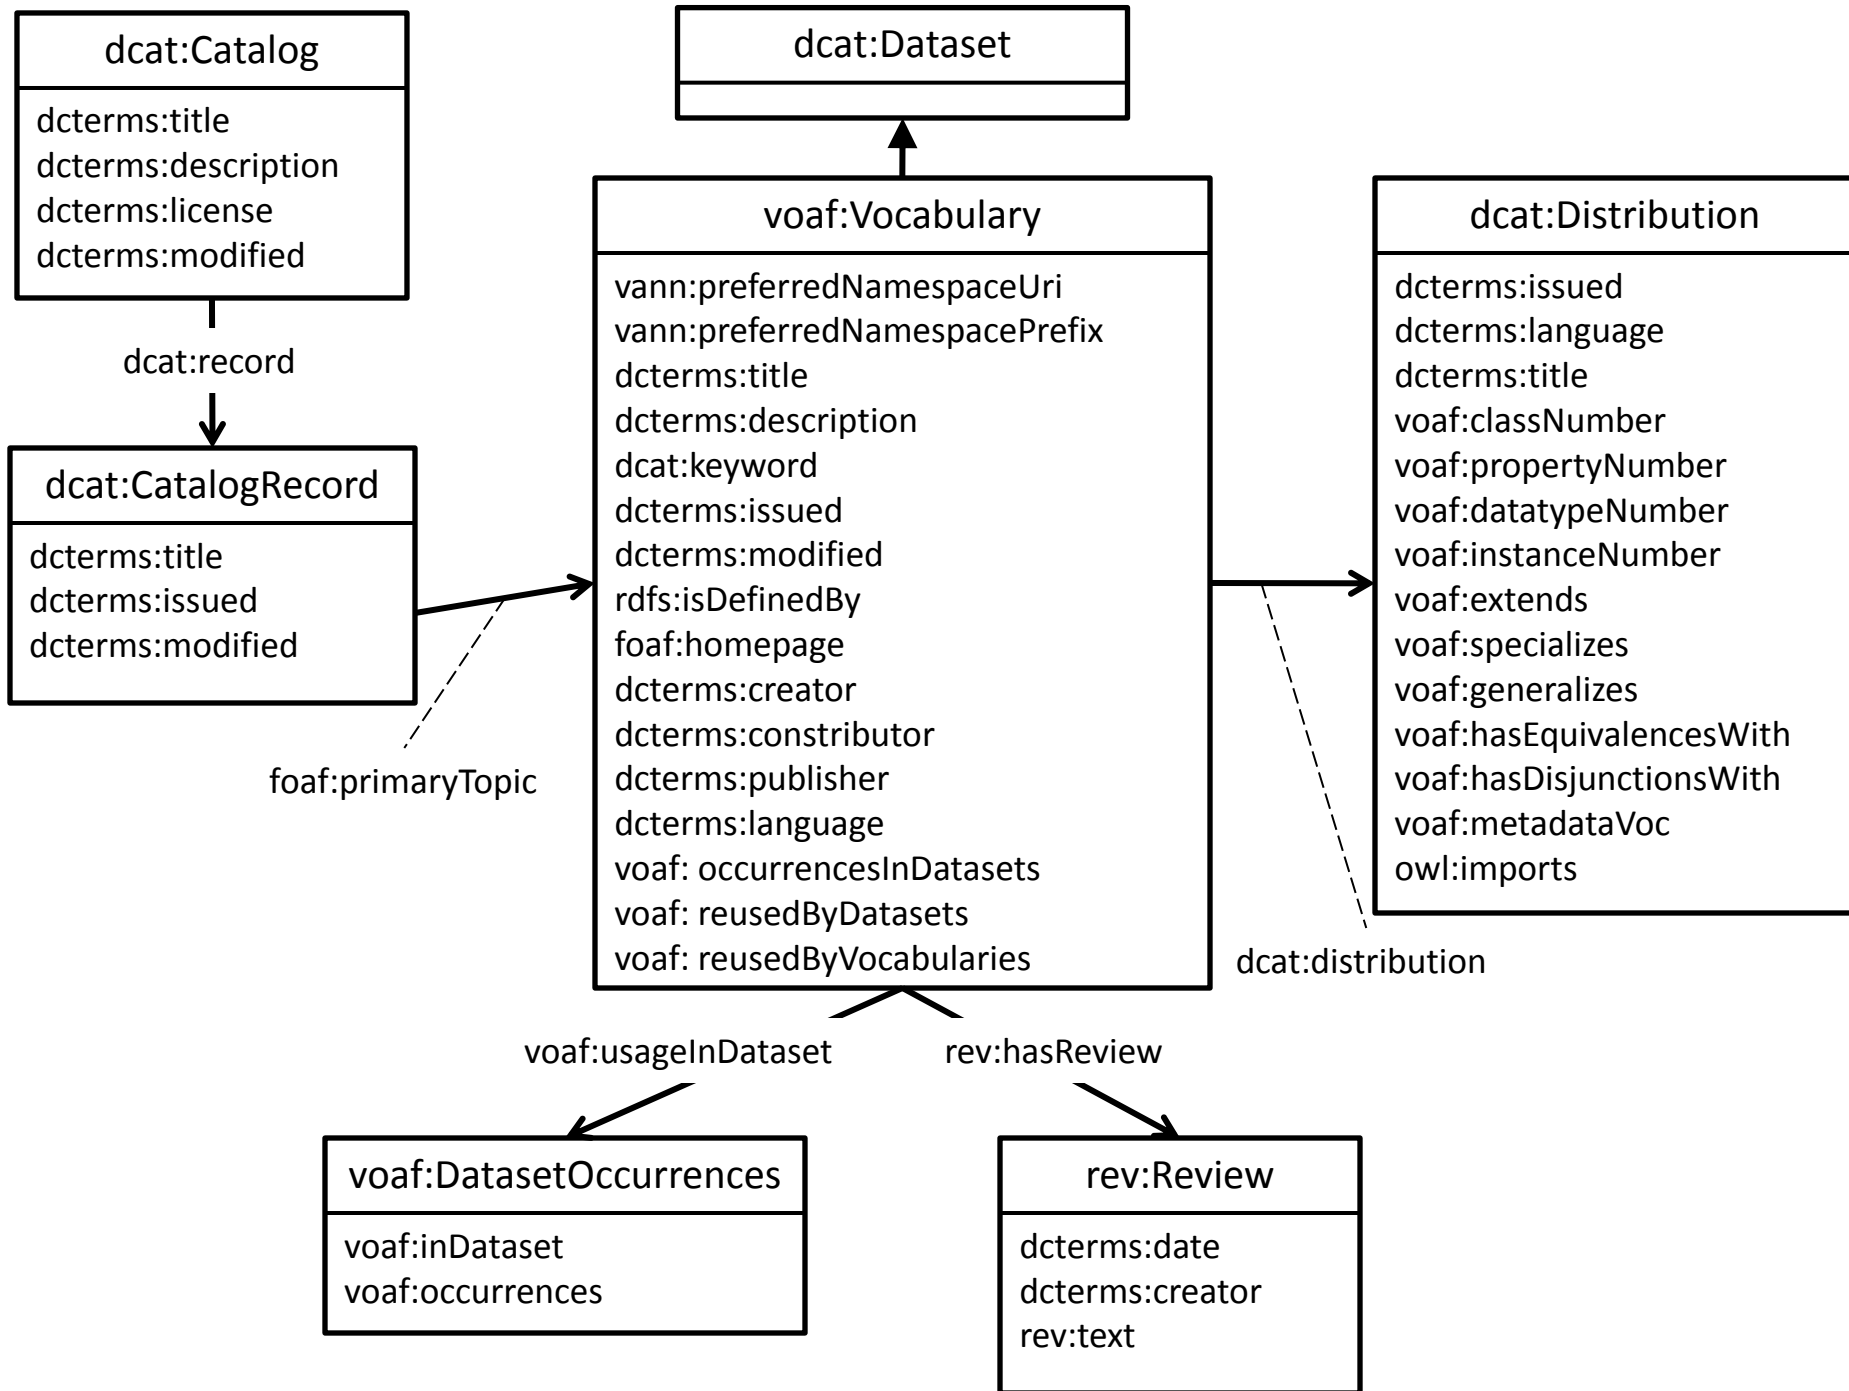 dcat:Catalog
dcterms:title
dcterms:description
dcterms:license
dcterms:modified
dcat:record
dcat:CatalogRecord
dcterms:title
dcterms:issued
dcterms:modified
foaf:primaryTopic
dcat:Dataset
voaf:Vocabulary
vann:preferredNamespaceUri
vann:preferredNamespacePrefix
dcterms:title
dcterms:description
dcat:keyword
dcterms:issued
dcterms:modified
rdfs:isDefinedBy
foaf:homepage
dcterms:creator
dcterms:constributor
dcterms:publisher
dcterms:language
voaf: occurrencesInDatasets
voaf: reusedByDatasets
voaf: reusedByVocabularies
dcat:Distribution
dcterms:issued
dcterms:language
dcterms:title
voaf:classNumber
voaf:propertyNumber
voaf:datatypeNumber
voaf:instanceNumber
voaf:extends
voaf:specializes
voaf:generalizes
voaf:hasEquivalencesWith
voaf:hasDisjunctionsWith
voaf:metadataVoc
owl:imports
dcat:distribution
voaf:usageInDataset
rev:hasReview
voaf:DatasetOccurrences
voaf:inDataset
voaf:occurrences
rev:Review
dcterms:date
dcterms:creator
rev:text